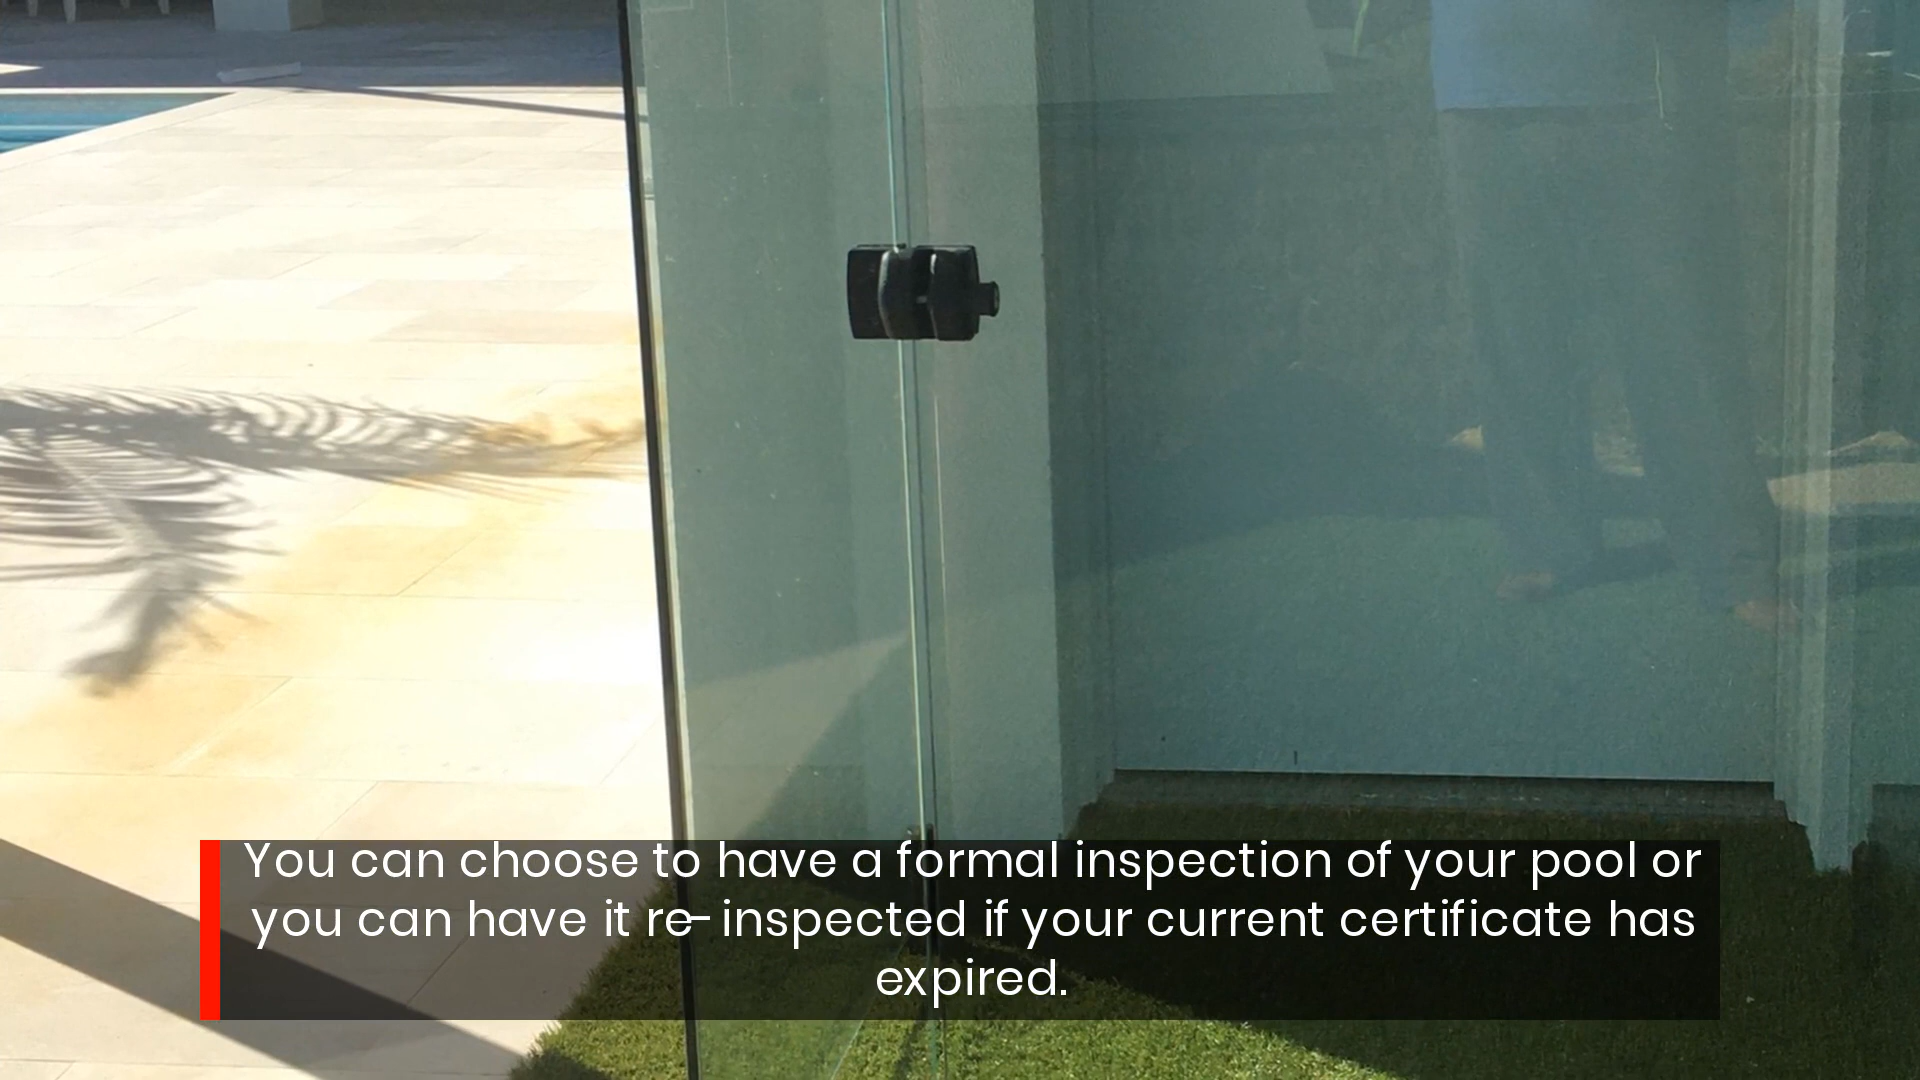 You can choose to have a formal inspection of your pool or
you can have it re-inspected if your current certificate has
expired.